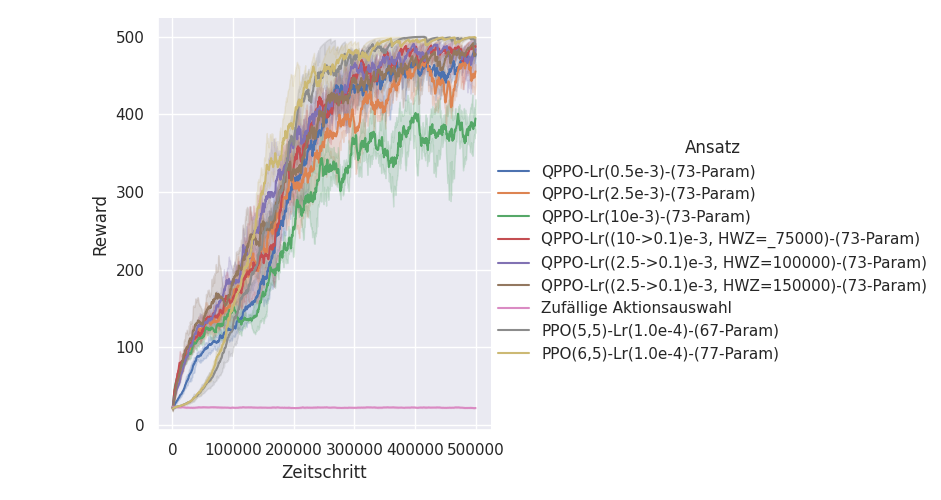 500
400
300
200
100
0
Reward
0 100000 200000 300000 400000 500000
Zeitschritt
Ansatz
QPPO-Lr(0.5e-3)-(73-Param)
QPPO-Lr(2.5e-3)-(73-Param)
QPPO-Lr(10e-3)-(73-Param)
QPPO-Lr((10->0.1)e-3, HWZ=_75000)-(73-Param)
QPPO-Lr((2.5->0.1)e-3, HWZ=100000)-(73-Param)
QPPO-Lr((2.5->0.1)e-3, HWZ=150000)-(73-Param)
Zufällige Aktionsauswahl
PPO(5,5)-Lr(1.0e-4)-(67-Param)
PPO(6,5)-Lr(1.0e-4)-(77-Param)